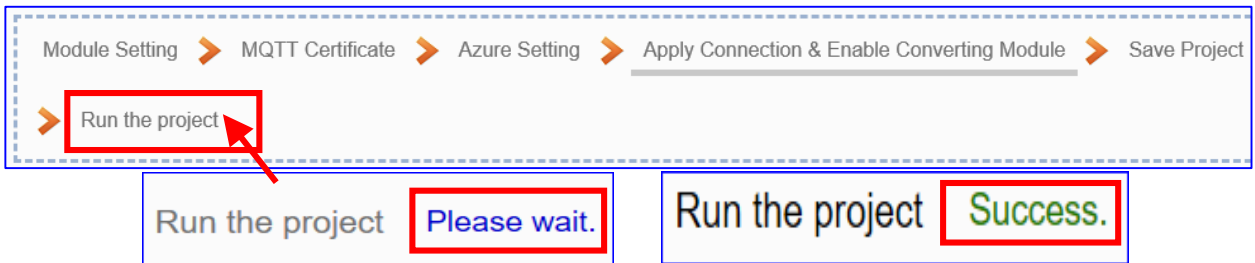 Module Setting MQTT Certificate Azure Setting Apply Connection & Enable Converting Module Save Project
Run the project
Run the project Please wait.
Run the project Success.